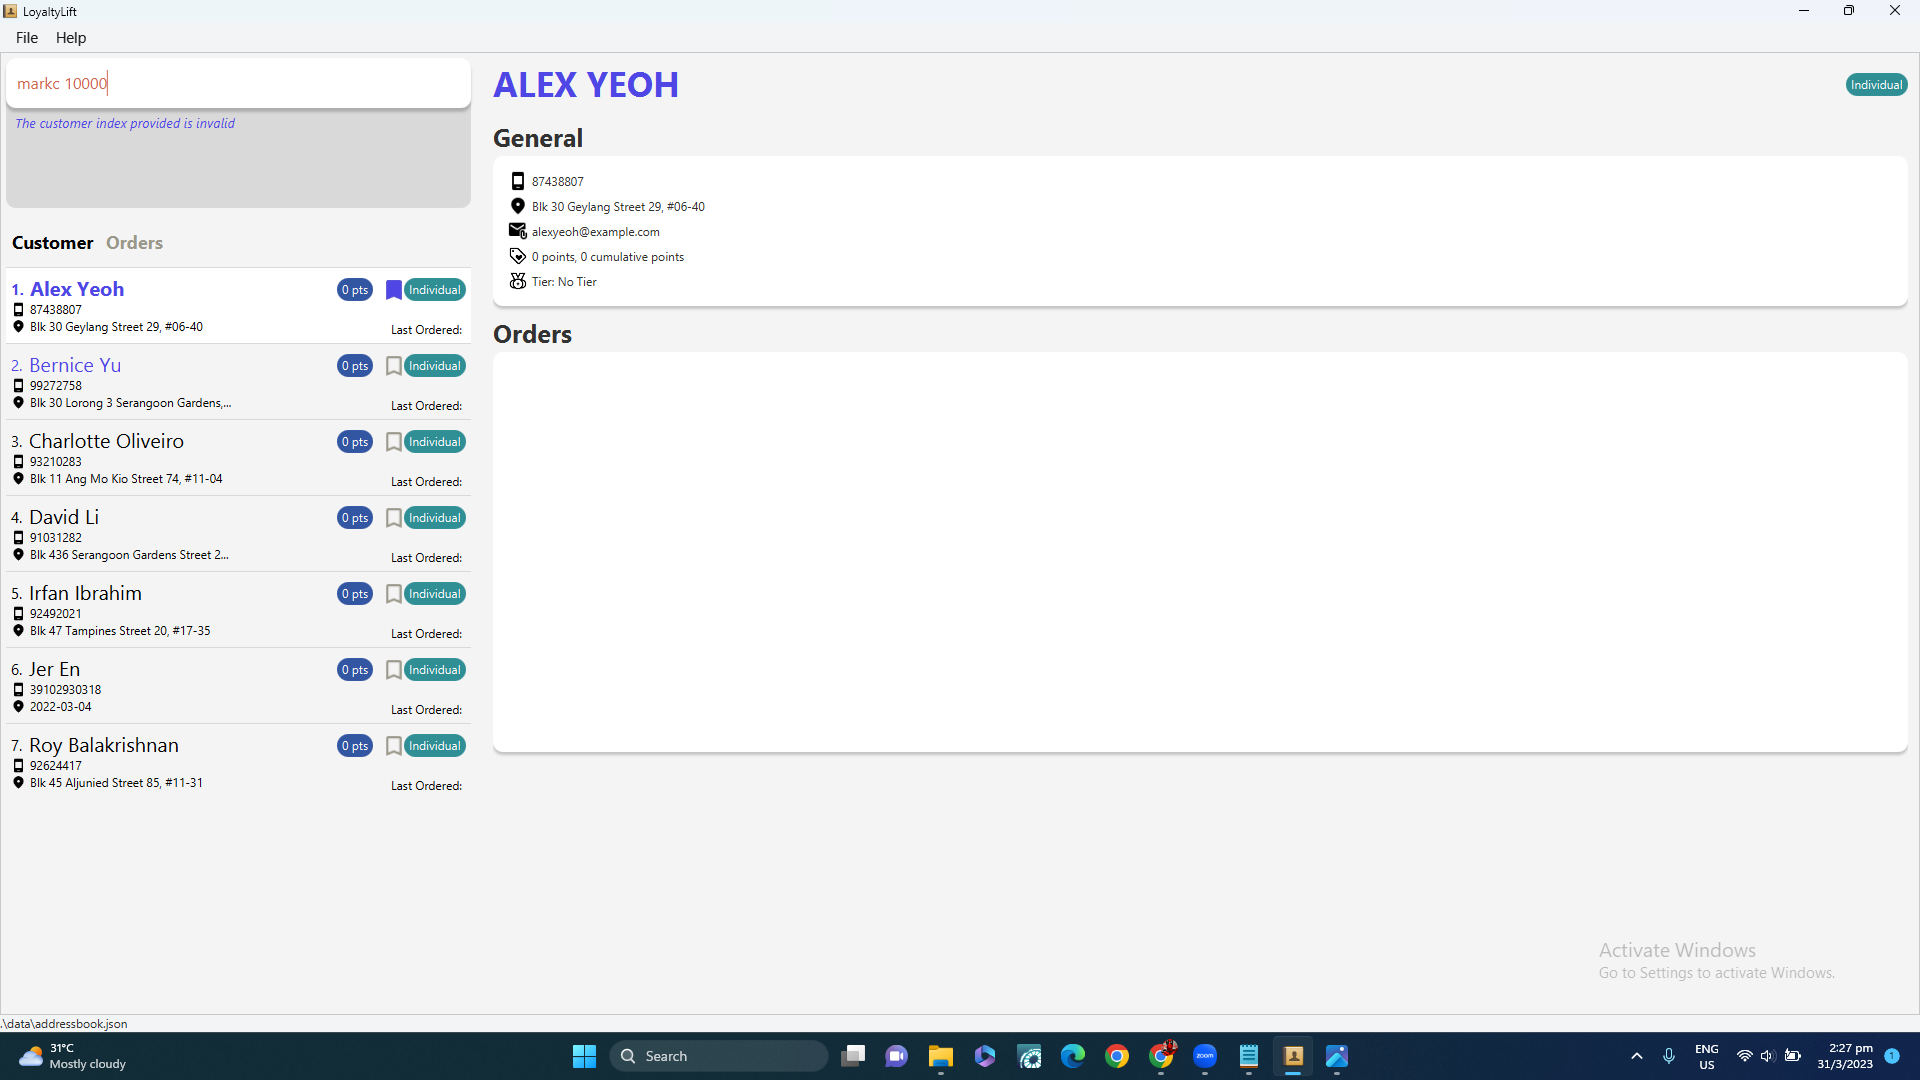 LoyaltyLift
File Help
markc 10000
The customer index provided is invalid
Customer Orders
1. Alex Yeoh 0 pts Individual
87438807
Blk 30 Geylang Street 29, #06-40 Last Ordered:
2. Bernice Yu 0 pts Individual
99272758
Blk 30 Lorong 3 Serangoon Gardens,... Last Ordered:
3. Charlotte Oliveiro 0 pts Individual
93210283
Blk 11 Ang Mo Kio Street 74, #11-04 Last Ordered:
4. David Li 0 pts Individual
91031282
Blk 436 Serangoon Gardens Street 2... Last Ordered:
5. Irfan Ibrahim 0 pts Individual
92492021
Blk 47 Tampines Street 20, #17-35 Last Ordered:
6. Jer En 0 pts Individual
39102930318
2022-03-04 Last Ordered:
7. Roy Balakrishnan 0 pts Individual
92624417
Blk 45 Aljunied Street 85, #11-31 Last Ordered:
ALEX YEOH Individual
General
87438807
Blk 30 Geylang Street 29, #06-40
alexyeoh@example.com
0 points, 0 cumulative points
Tier: No Tier
Orders
Activate Windows
Go to Settings to activate Windows.
.\data\addressbook.json
31°C
Mostly cloudy
Search
zoom
ENG
US
2:27 pm
31/3/2023
1